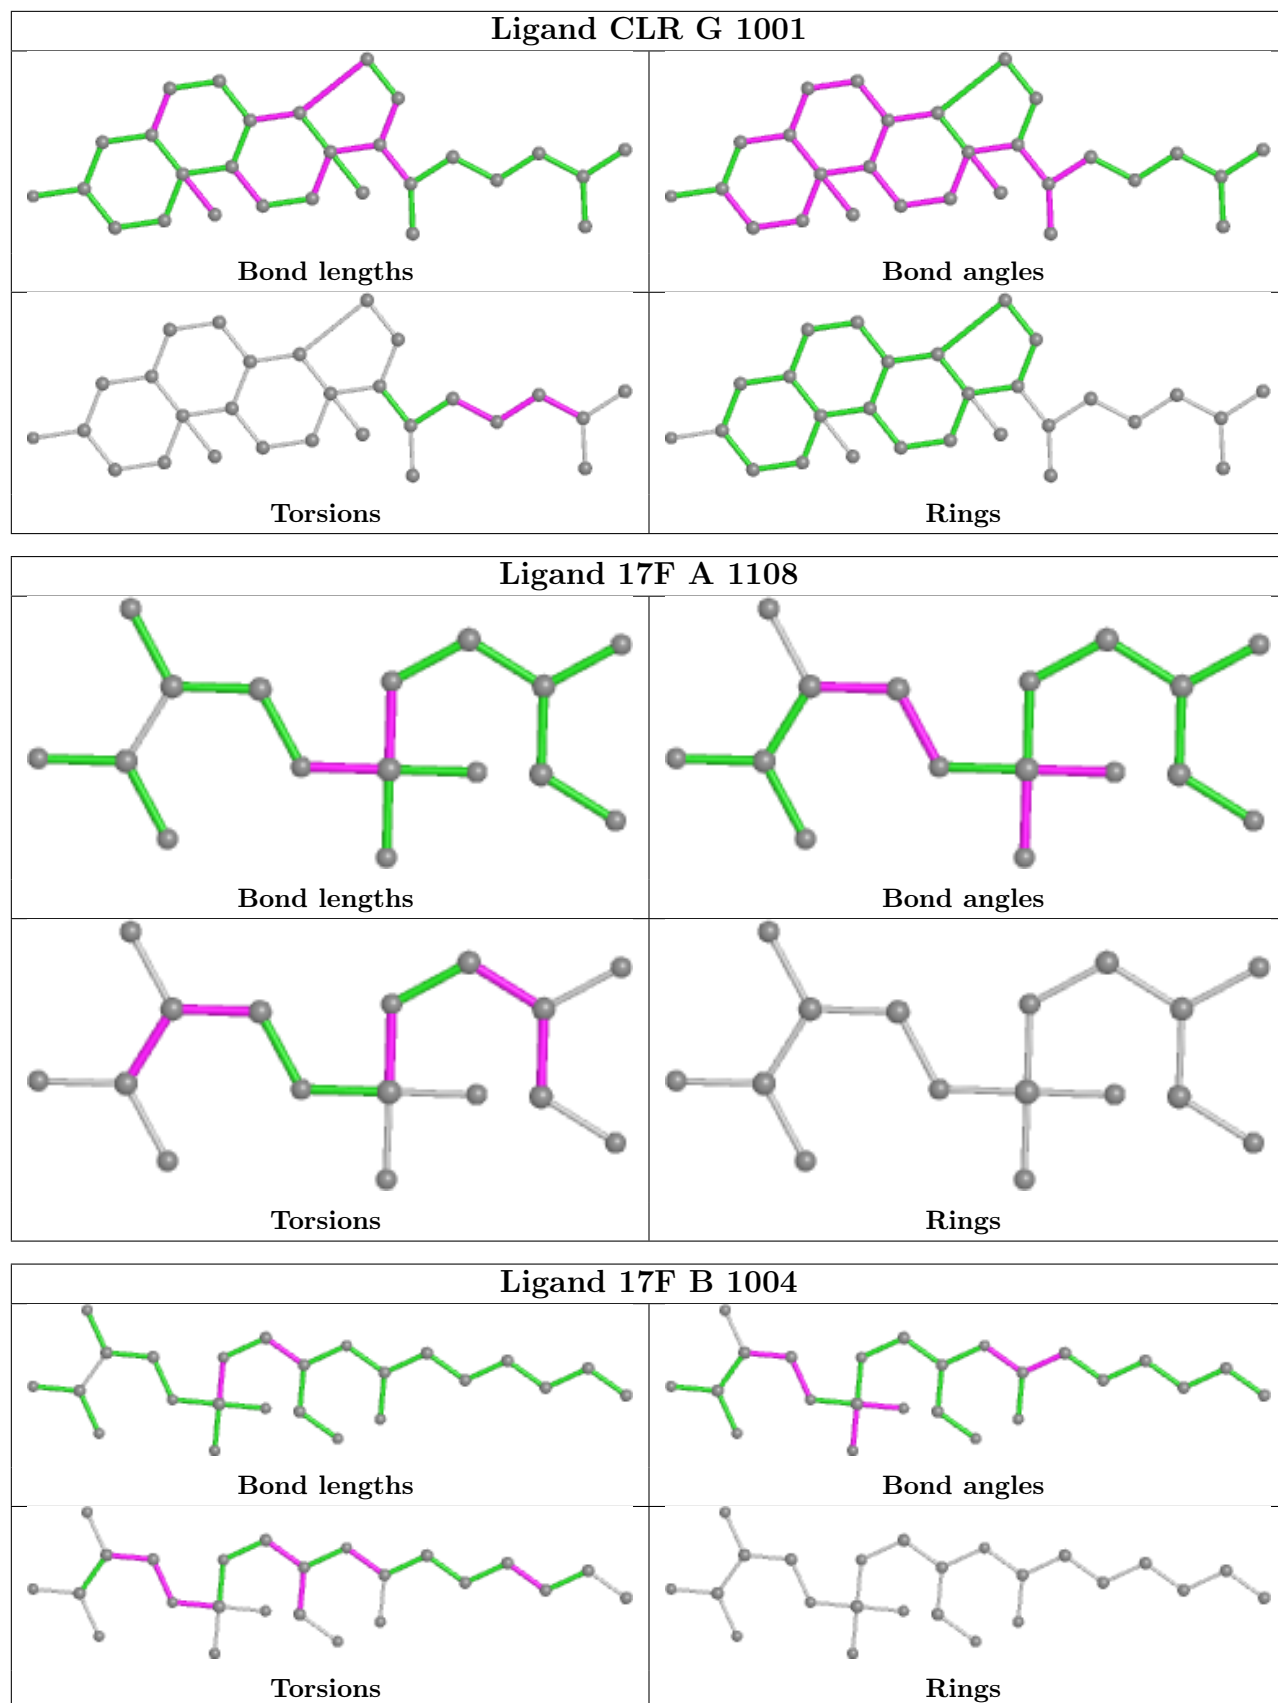 Ligand CLR G 1001
Bond lengths
Bond angles
Torsions
Rings
Ligand 17F A 1108
Bond lengths
Bond angles
Torsions
Rings
Ligand 17F B 1004
Bond lengths
Bond angles
Torsions
Rings